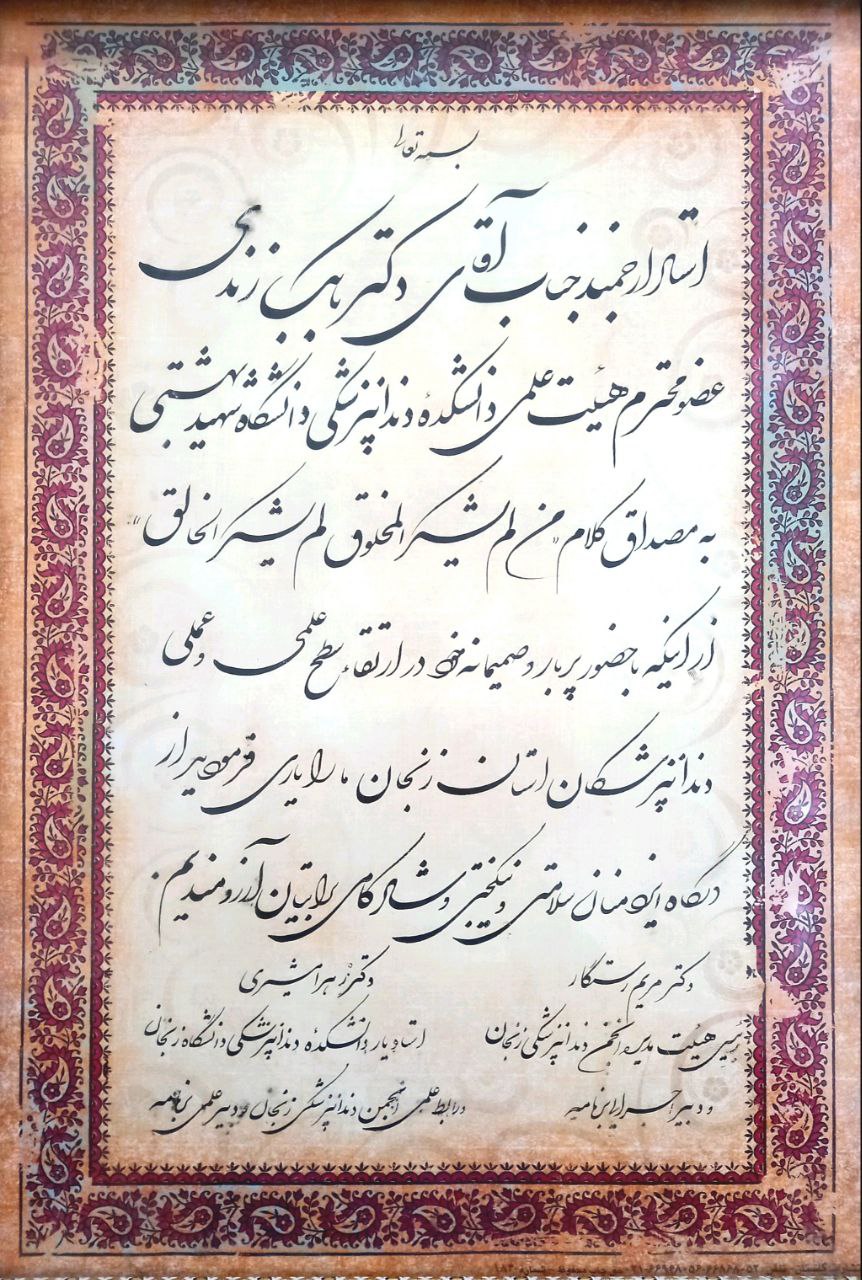 بسمه تعالی
استاد ارجمند جناب آقای دکتر بابک زندی
عضو محترم هیئت علمی دانشکدهٔ دندانپزشکی دانشگاه شهید بهشتی
به مصداق کلام «من لم یشکر المخلوق لم یشکر الخالق»
از اینکه با حضور پربار و صمیمانه خود در ارتقاء سطح علمی و عملی
دندانپزشکان استان زنجان ما را یاری فرمودید از
درگاه ایزد منان سلامتی و نیکبختی و شادکامی برایتان آرزومندیم.
دکتر مریم رستگار
رئیس هیئت مدیره انجمن دندانپزشکی زنجان
و دبیر اجرایی برنامه
دکتر زهرا
استادیار دانشکدهٔ دندانپزشکی دانشگاه زنجان
و رابط علمی انجمن دندانپزشکی زنجان و دبیر علمی برنامه